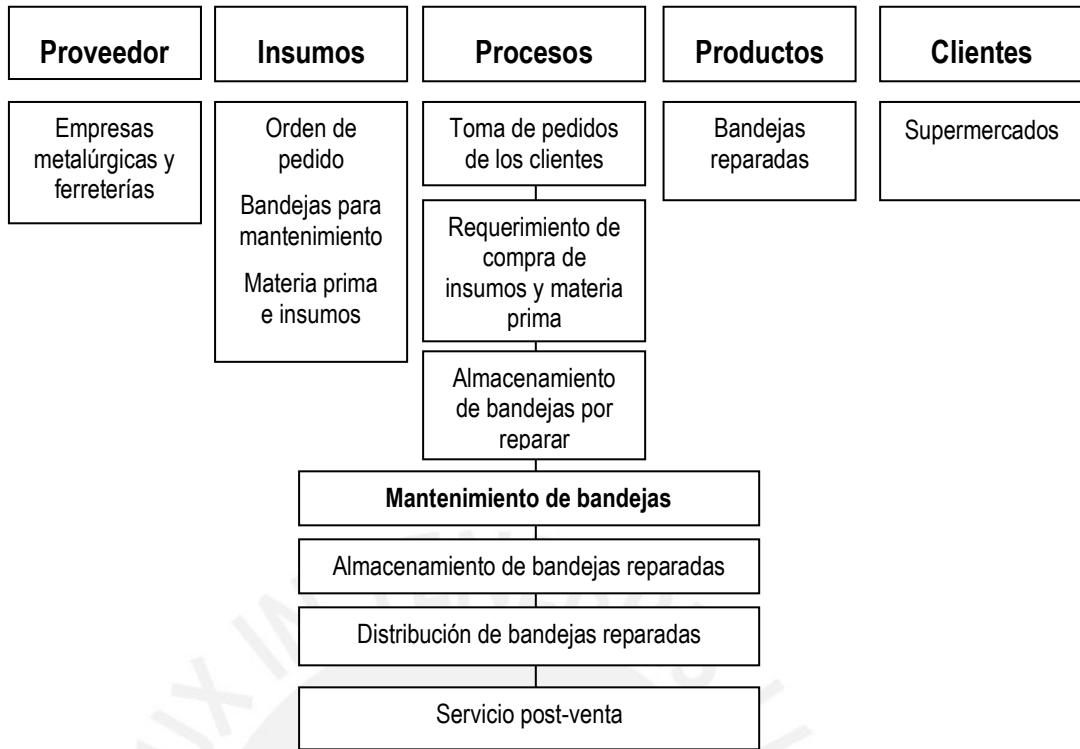 Proveedor
Insumos
Procesos
Productos
Clientes
Empresas
metalúrgicas y
ferreterías
Orden de
pedido
Bandejas para
mantenimiento
Materia prima
e insumos
Toma de pedidos
de los clientes
Requerimiento de
compra de
insumos y materia
prima
Almacenamiento
de bandejas por
reparar
Mantenimiento de bandejas
Almacenamiento de bandejas reparadas
Distribución de bandejas reparadas
Servicio post-venta
Bandejas
reparadas
Supermercados